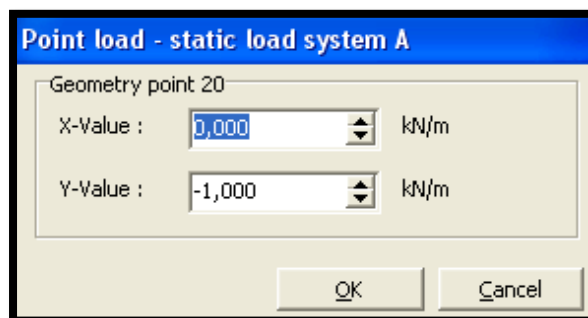 Point load - static load system A
Geometry point 20
X-Value : 0,000 kN/m
Y-Value : -1,000 kN/m
OK Cancel